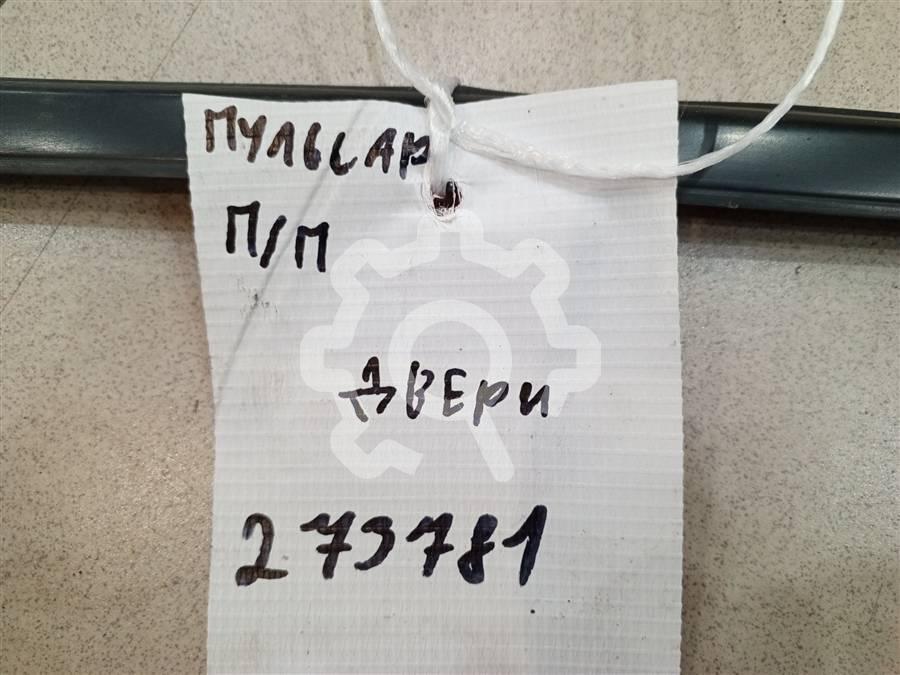 Пульсар
П/П
Двери
273781